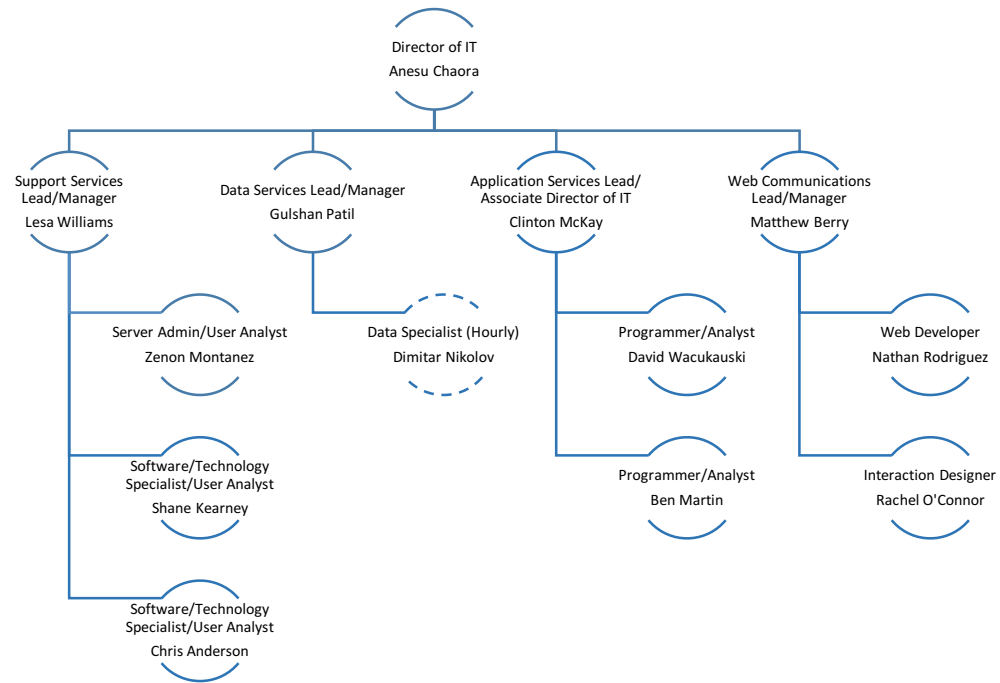 Director of IT
Anesu Chaora
Support Services
Lead/Manager
Lesa Williams
Data Services Lead/Manager
Gulshan Patil
Application Services Lead/
Associate Director of IT
Clinton McKay
Web Communications
Lead/Manager
Matthew Berry
Server Admin/User Analyst
Zenon Montanez
Data Specialist (Hourly)
Dimitar Nikolov
Programmer/Analyst
David Wacukauski
Web Developer
Nathan Rodriguez
Software/Technology
Specialist/User Analyst
Shane Kearney
Programmer/Analyst
Ben Martin
Interaction Designer
Rachel O'Connor
Software/Technology
Specialist/User Analyst
Chris Anderson